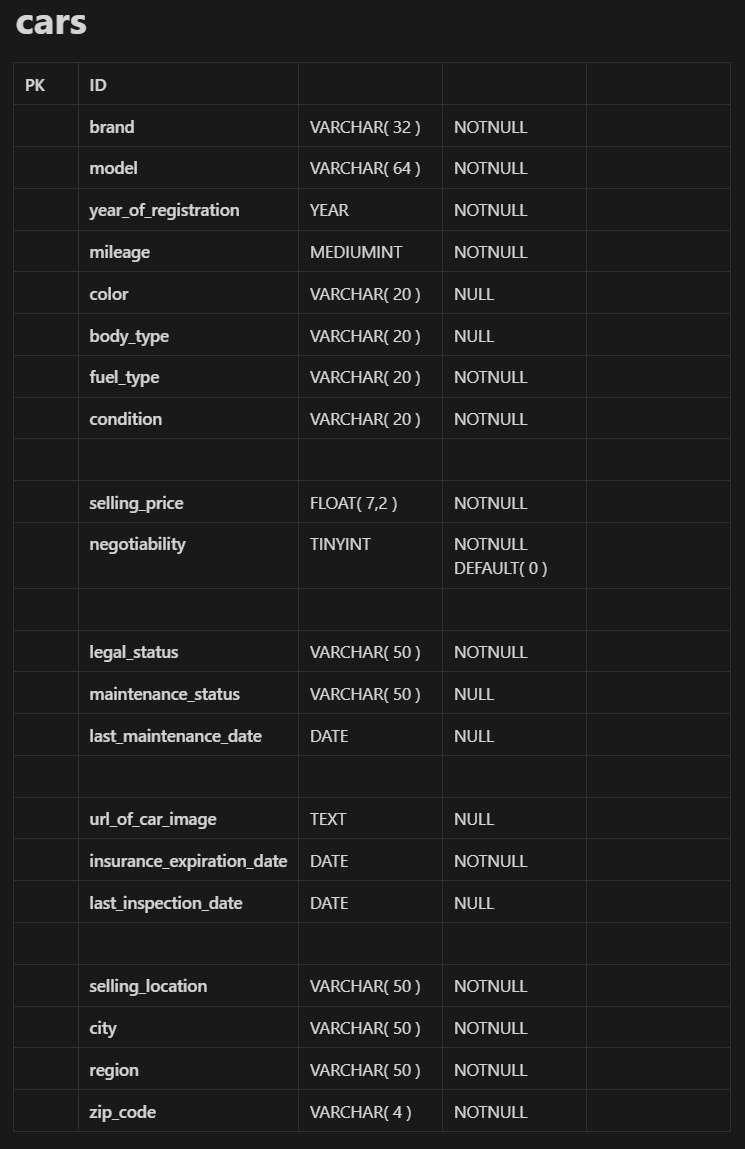 cars
PK ID
brand VARCHAR( 32 ) NOTNULL
model VARCHAR( 64 ) NOTNULL
year_of_registration YEAR NOTNULL
mileage MEDIUMINT NOTNULL
color VARCHAR( 20 ) NULL
body_type VARCHAR( 20 ) NULL
fuel_type VARCHAR( 20 ) NOTNULL
condition VARCHAR( 20 ) NOTNULL
selling_price FLOAT( 7,2 ) NOTNULL
negotiability TINYINT NOTNULL
DEFAULT( 0 )
legal_status VARCHAR( 50 ) NOTNULL
maintenance_status VARCHAR( 50 ) NULL
last_maintenance_date DATE NULL
url_of_car_image TEXT NULL
insurance_expiration_date DATE NOTNULL
last_inspection_date DATE NULL
selling_location VARCHAR( 50 ) NOTNULL
city VARCHAR( 50 ) NOTNULL
region VARCHAR( 50 ) NOTNULL
zip_code VARCHAR( 4 ) NOTNULL